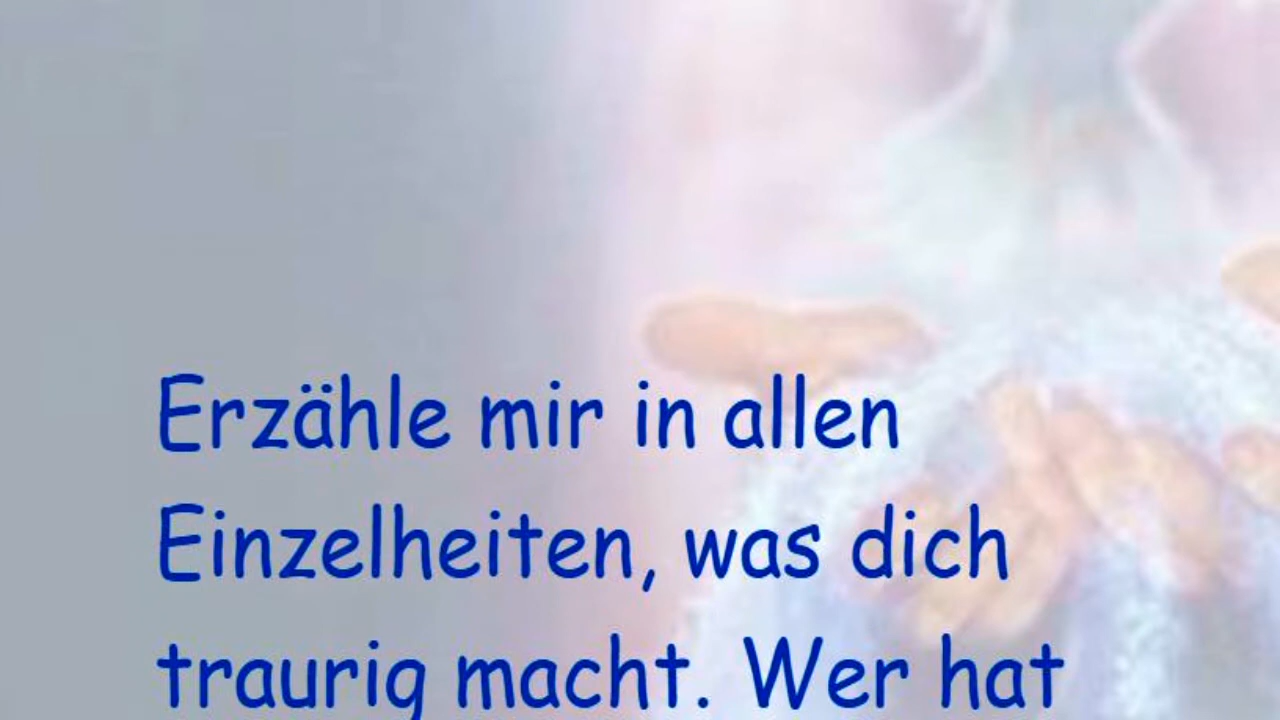 Erzähle mir in allen
Einzelheiten, was dich
traurig macht. Wer hat